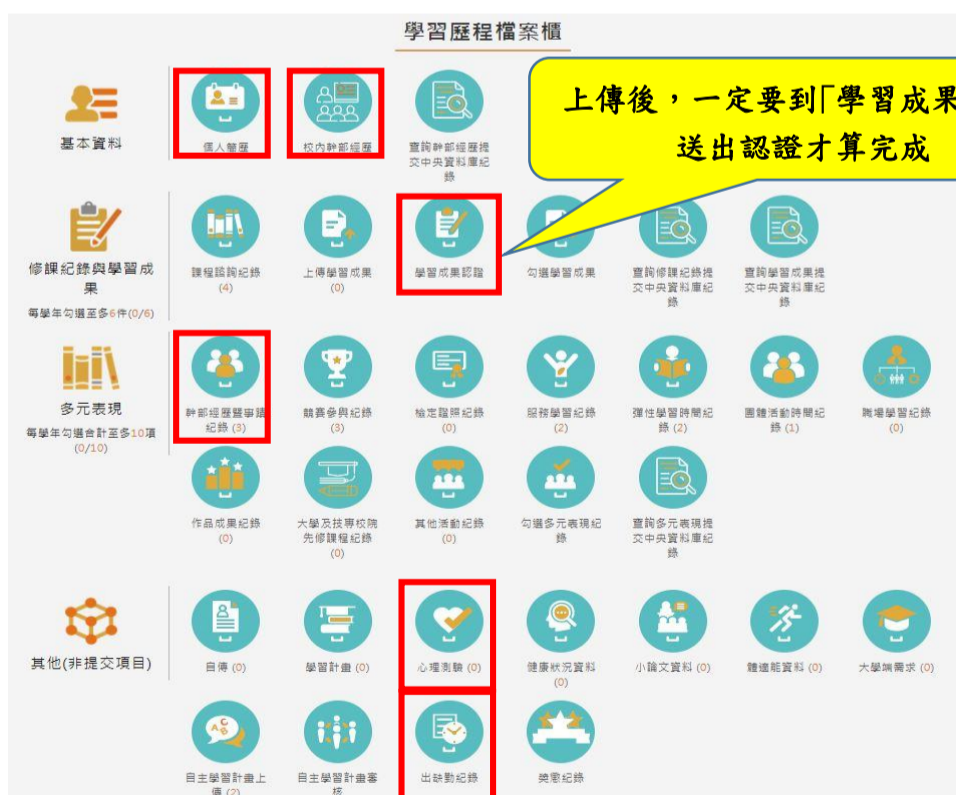 學習歷程檔案櫃
上傳後，一定要到「學習成果
送出認證才算完成
基本資料
個人簡歷
校內幹部經歷
查詢幹部經歷提
交中央資料庫紀
錄
修課紀錄與學習成
果
每學年勾選至多6件(0/6)
課程諮詢紀錄
(4)
上傳學習成果
(0)
學習成果認證
勾選學習成果
查詢修課紀錄提
交中央資料庫紀
錄
查詢學習成果提
交中央資料庫紀
錄
多元表現
每學年勾選合計至多10項
(0/10)
幹部經歷暨事蹟
紀錄 (3)
競賽參與紀錄
(3)
檢定證照紀錄
(0)
服務學習紀錄
(2)
彈性學習時間紀
錄 (2)
團體活動時間紀
錄 (1)
職場學習紀錄
(0)
作品成果紀錄
(0)
大學及技專校院
先修課程紀錄
(0)
其他活動紀錄
(0)
勾選多元表現紀
錄
查詢多元表現提
交中央資料庫紀
錄
其他(非提交項目)
自傳 (0)
學習計畫 (0)
心理測驗 (0)
健康狀況資料
(0)
小論文資料 (0)
體適能資料 (0)
大學端需求 (0)
自主學習計畫上
傳 (2)
自主學習計畫審
核
出缺勤紀錄
獎懲紀錄